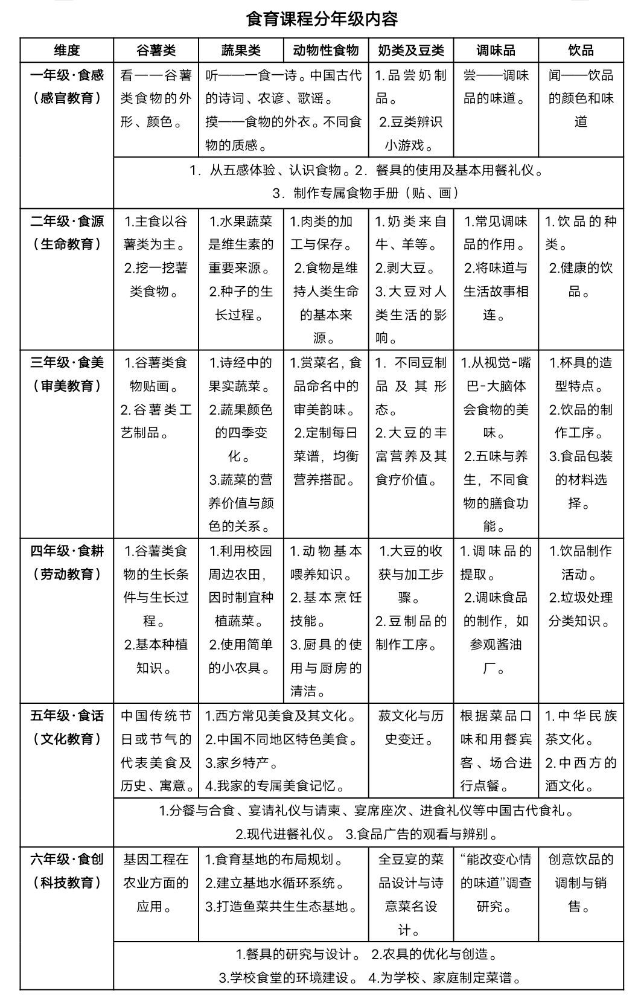 食育课程分年级内容
维度 谷薯类 蔬果类 动物性食物 奶类及豆类 调味品 饮品
一年级·食感
（感官教育）
看——谷薯
类食物的外
形、颜色。
听——一食一诗。中国古代
的诗词、农谚、歌谣。
摸——食物的外衣。不同食
物的质感。
1.品尝奶制
品。
2.豆类辨识
小游戏。
尝——调味
品的味道。
闻——饮品
的颜色和味
道
1. 从五感体验、认识食物。2. 餐具的使用及基本用餐礼仪。
3. 制作专属食物手册（贴、画）
二年级·食源
（生命教育）
1.主食以谷
薯类为主。
2.挖一挖薯
类食物。
1.水果蔬菜
是维生素的
重要来源。
2.种子的生
长过程。
1.肉类的加
工与保存。
2.食物是维
持人类生命
的基本来
源。
1.奶类来自
牛、羊等。
2.剥大豆。
3.大豆对人
类生活的影
响。
1.常见调味
品的作用。
2.将味道与
生活故事相
连。
1.饮品的种
类。
2.健康的饮
品。
三年级·食美
（审美教育）
1.谷薯类食
物贴画。
2.谷薯类工
艺制品。
1.诗经中的
果实蔬菜。
2.蔬果颜色
的四季变
化。
3.蔬菜的营
养价值与颜
色的关系。
1.赏菜名，食
品命名中的
审美韵味。
2.定制每日
菜谱，均衡
营养搭配。
1. 不同豆制
品及其形
态。
2.大豆的丰
富营养及其
食疗价值。
1.从视觉-嘴
巴-大脑体
会食物的美
味。
2.五味与养
生，不同食
物的膳食功
能。
1.杯具的造
型特点。
2.饮品的制
作工序。
3.食品包装
的材料选
择。
四年级·食耕
（劳动教育）
1.谷薯类食
物的生长条
件与生长过
程。
2.基本种植
知识。
1.利用校园
周边农田，
因时制宜种
植蔬菜。
2.使用简单
的小农具。
1.动物基本
喂养知识。
2.基本烹饪
技能。
3.厨具的使
用与厨房的
清洁。
1.大豆的收
获与加工步
骤。
2.豆制品的
制作工序。
1.调味品的
提取。
2.调味食品
的制作，如
参观酱油
厂。
1.饮品制作
活动。
2.垃圾处理
分类知识。
五年级·食话
（文化教育）
中国传统节
日或节气的
代表美食及
历史、寓意。
1.西方常见美食及其文化。
2.中国不同地区特色美食。
3.家乡特产。
4.我家的专属美食记忆。
菽文化与历
史变迁。
根据菜品口
味和用餐宾
客、场合进
行点餐。
1.中华民族
茶文化。
2.中西方的
酒文化。
1.分餐与合食、宴请礼仪与请柬、宴席座次、进食礼仪等中国古代食礼。
2.现代进餐礼仪。 3.食品广告的观看与辨别。
六年级·食创
（科技教育）
基因工程在
农业方面的
应用。
1.食育基地的布局规划。
2.建立基地水循环系统。
3.打造鱼菜共生生态基地。
全豆宴的菜
品设计与诗
意菜名设
计。
“能改变心情
的味道”调查
研究。
创意饮品的
调制与销
售。
1.餐具的研究与设计。 2.农具的优化与创造。
3.学校食堂的环境建设。 4.为学校、家庭制定菜谱。